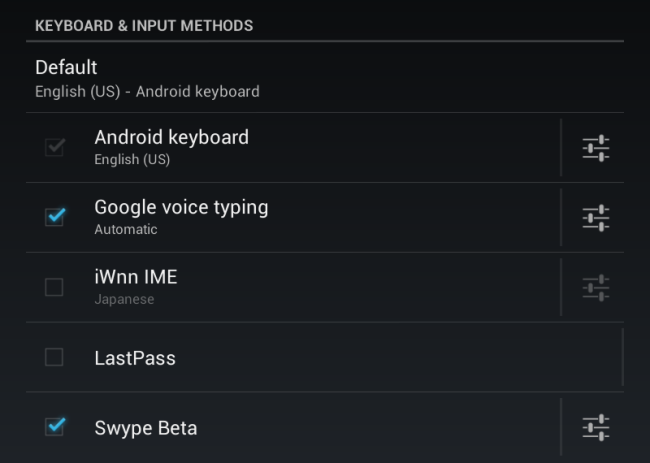 KEYBOARD & INPUT METHODS
Default
English (US) - Android keyboard
Android keyboard
English (US)
Google voice typing
Automatic
iWnn IME
Japanese
LastPass
Swype Beta